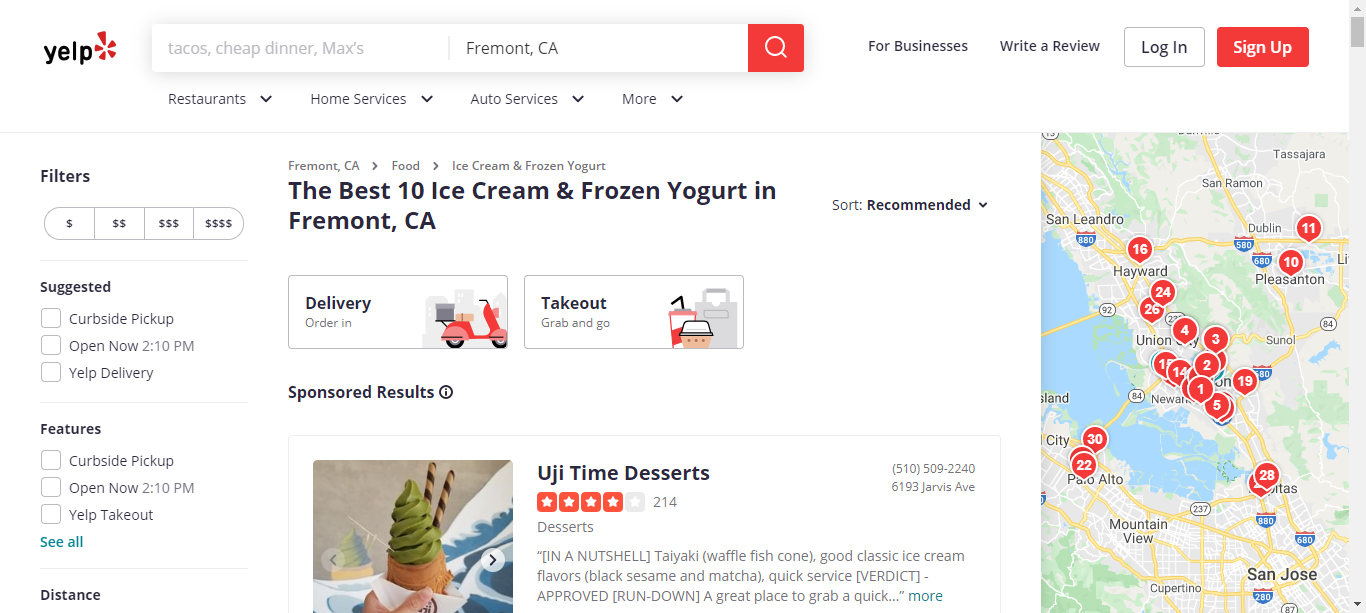 yelp
tacos, cheap dinner, Max's
Fremont, CA
For Businesses
Write a Review
Log In
Sign Up
Restaurants
Home Services
Auto Services
More
Filters
$
$$
$$$
$$$$
Suggested
Curbside Pickup
Open Now 2:10 PM
Yelp Delivery
Features
Curbside Pickup
Open Now 2:10 PM
Yelp Takeout
See all
Distance
Fremont, CA > Food > Ice Cream & Frozen Yogurt
The Best 10 Ice Cream & Frozen Yogurt in
Fremont, CA
Sort: Recommended
Delivery
Order in
Takeout
Grab and go
Sponsored Results
Uji Time Desserts
214
Desserts
(510) 509-2240
6193 Jarvis Ave
“[IN A NUTSHELL] Taiyaki (waffle fish cone), good classic ice cream
flavors (black sesame and matcha), quick service [VERDICT] -
APPROVED [RUN-DOWN] A great place to grab a quick...” more
Tassajara
San Ramon
San Leandro
880
Dublin
11
580
680
16
10
Hayward
Pleasanton
24
26
92
84
4
3
Union City
Sunol
15
14
2
680
19
1
84
5
30
22
Palo Alto
28
237
880
Mountain
View
680
San Jose
Cupertino
280
87